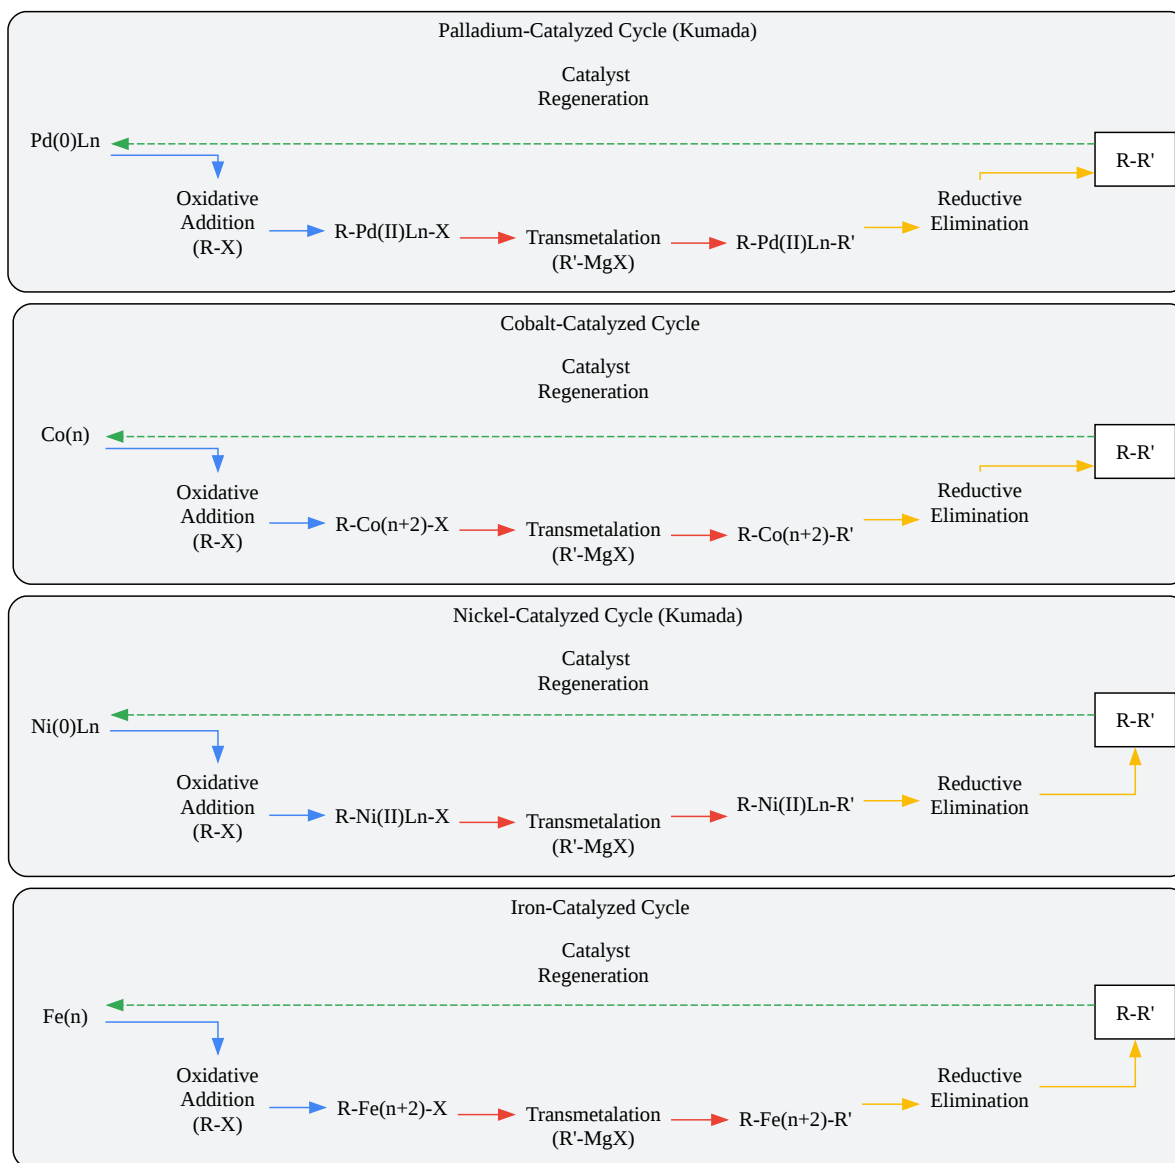 Palladium-Catalyzed Cycle (Kumada)
Catalyst
Regeneration
Pd(0)Ln
R-R'
Oxidative
Addition
(R-X)
R-Pd(II)Ln-X
Transmetalation
(R'-MgX)
R-Pd(II)Ln-R'
Reductive
Elimination
Cobalt-Catalyzed Cycle
Catalyst
Regeneration
Co(n)
R-R'
Oxidative
Addition
(R-X)
R-Co(n+2)-X
Transmetalation
(R'-MgX)
R-Co(n+2)-R'
Reductive
Elimination
Nickel-Catalyzed Cycle (Kumada)
Catalyst
Regeneration
Ni(0)Ln
R-R'
Oxidative
Addition
(R-X)
R-Ni(II)Ln-X
Transmetalation
(R'-MgX)
R-Ni(II)Ln-R'
Reductive
Elimination
Iron-Catalyzed Cycle
Catalyst
Regeneration
Fe(n)
R-R'
Oxidative
Addition
(R-X)
R-Fe(n+2)-X
Transmetalation
(R'-MgX)
R-Fe(n+2)-R'
Reductive
Elimination